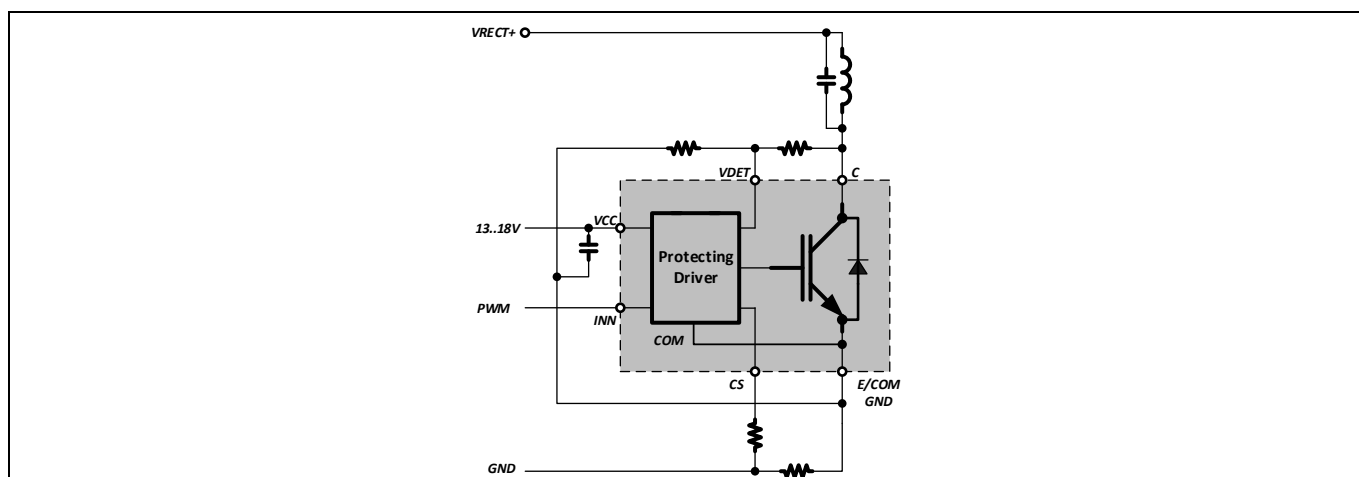 VRECT+
VDET
C
13..18V
VCC
Protecting
Driver
PWM
INN
COM
CS
E/COM
GND
GND